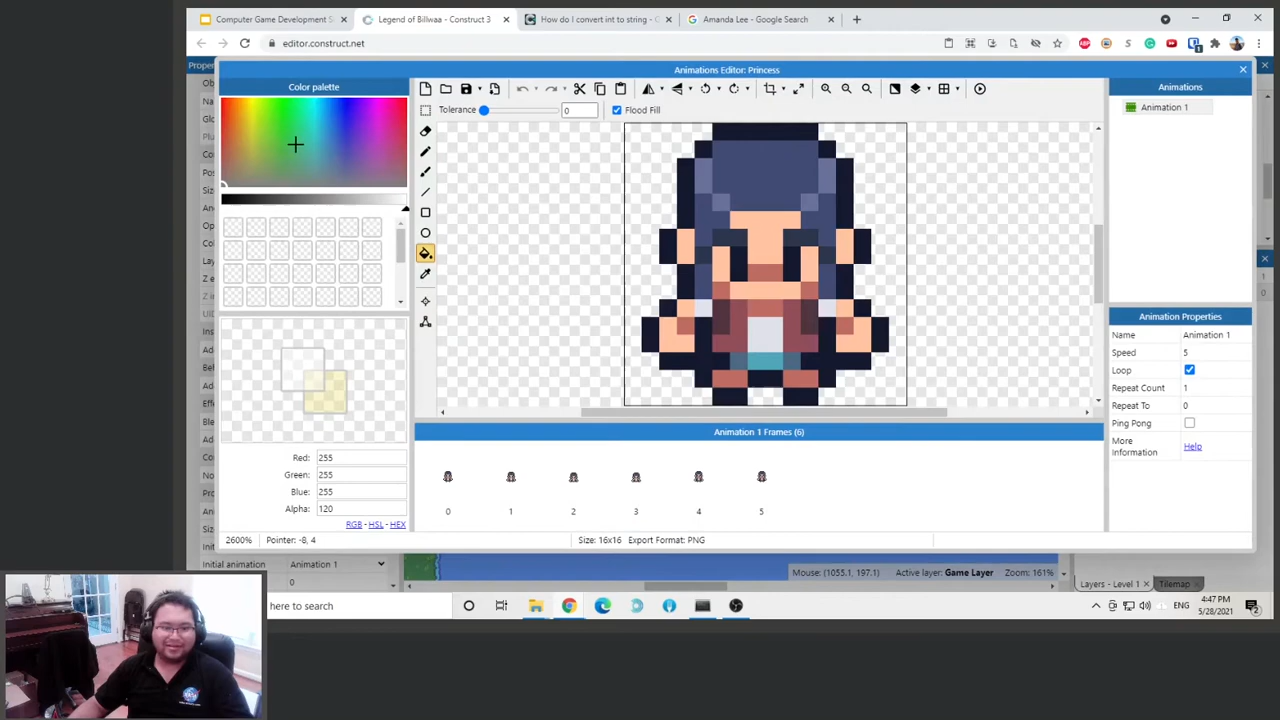 Computer Game Development S
Legend of Billwaa - Construct 3
How do I convert int to string - C
Amanda Lee - Google Search
editor.construct.net
Animations Editor: Princess
Color palette
Tolerance 0 Flood Fill
Animations
Animation 1
Animation Properties
Name Animation 1
Speed 5
Loop
Repeat Count 1
Repeat To 0
Ping Pong
More Information Help
Red: 255
Green: 255
Blue: 255
Alpha: 120
RGB - HSL - HEX
Animation 1 Frames (6)
0 1 2 3 4 5
2600% Pointer: -8, 4 Size: 16x16 Export Format: PNG
Initial animation Animation 1
0
Mouse: (1055.1, 197.1) Active layer: Game Layer Zoom: 161%
Layers - Level 1 Tilemap
here to search
ENG
4:47 PM
5/28/2021
2
NASA